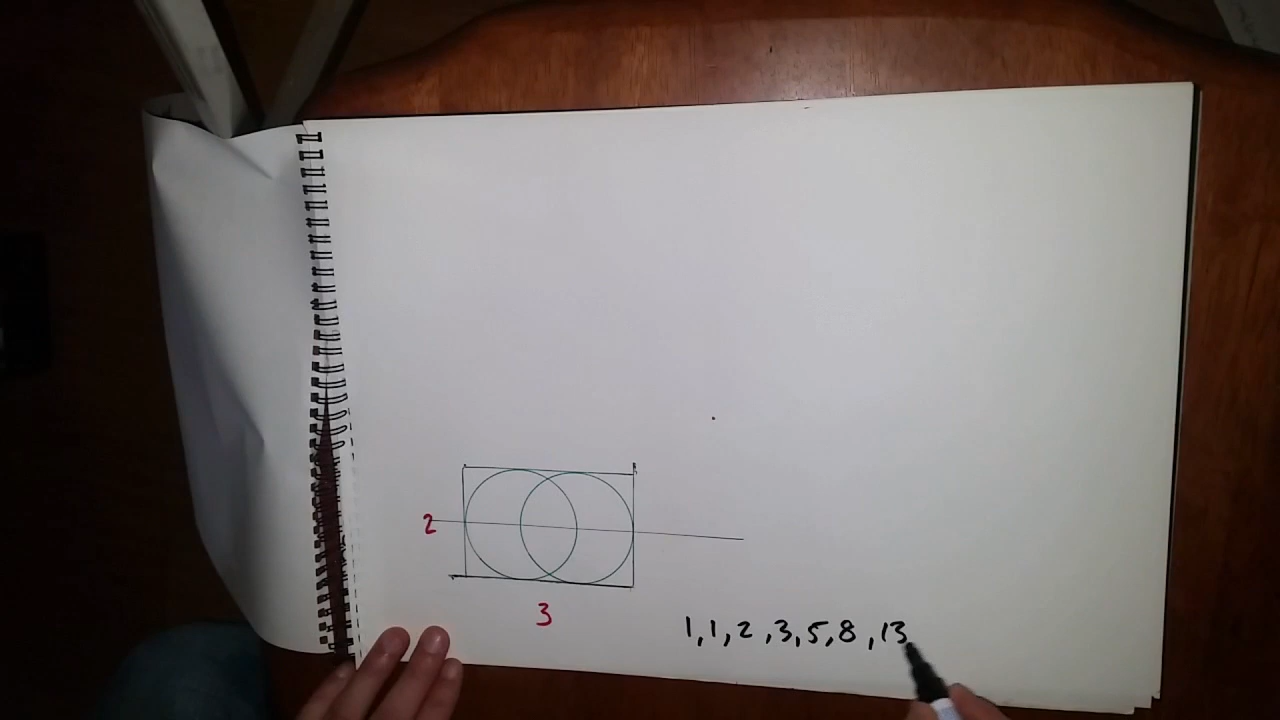 2
3
1, 1, 2, 3, 5, 8, 13